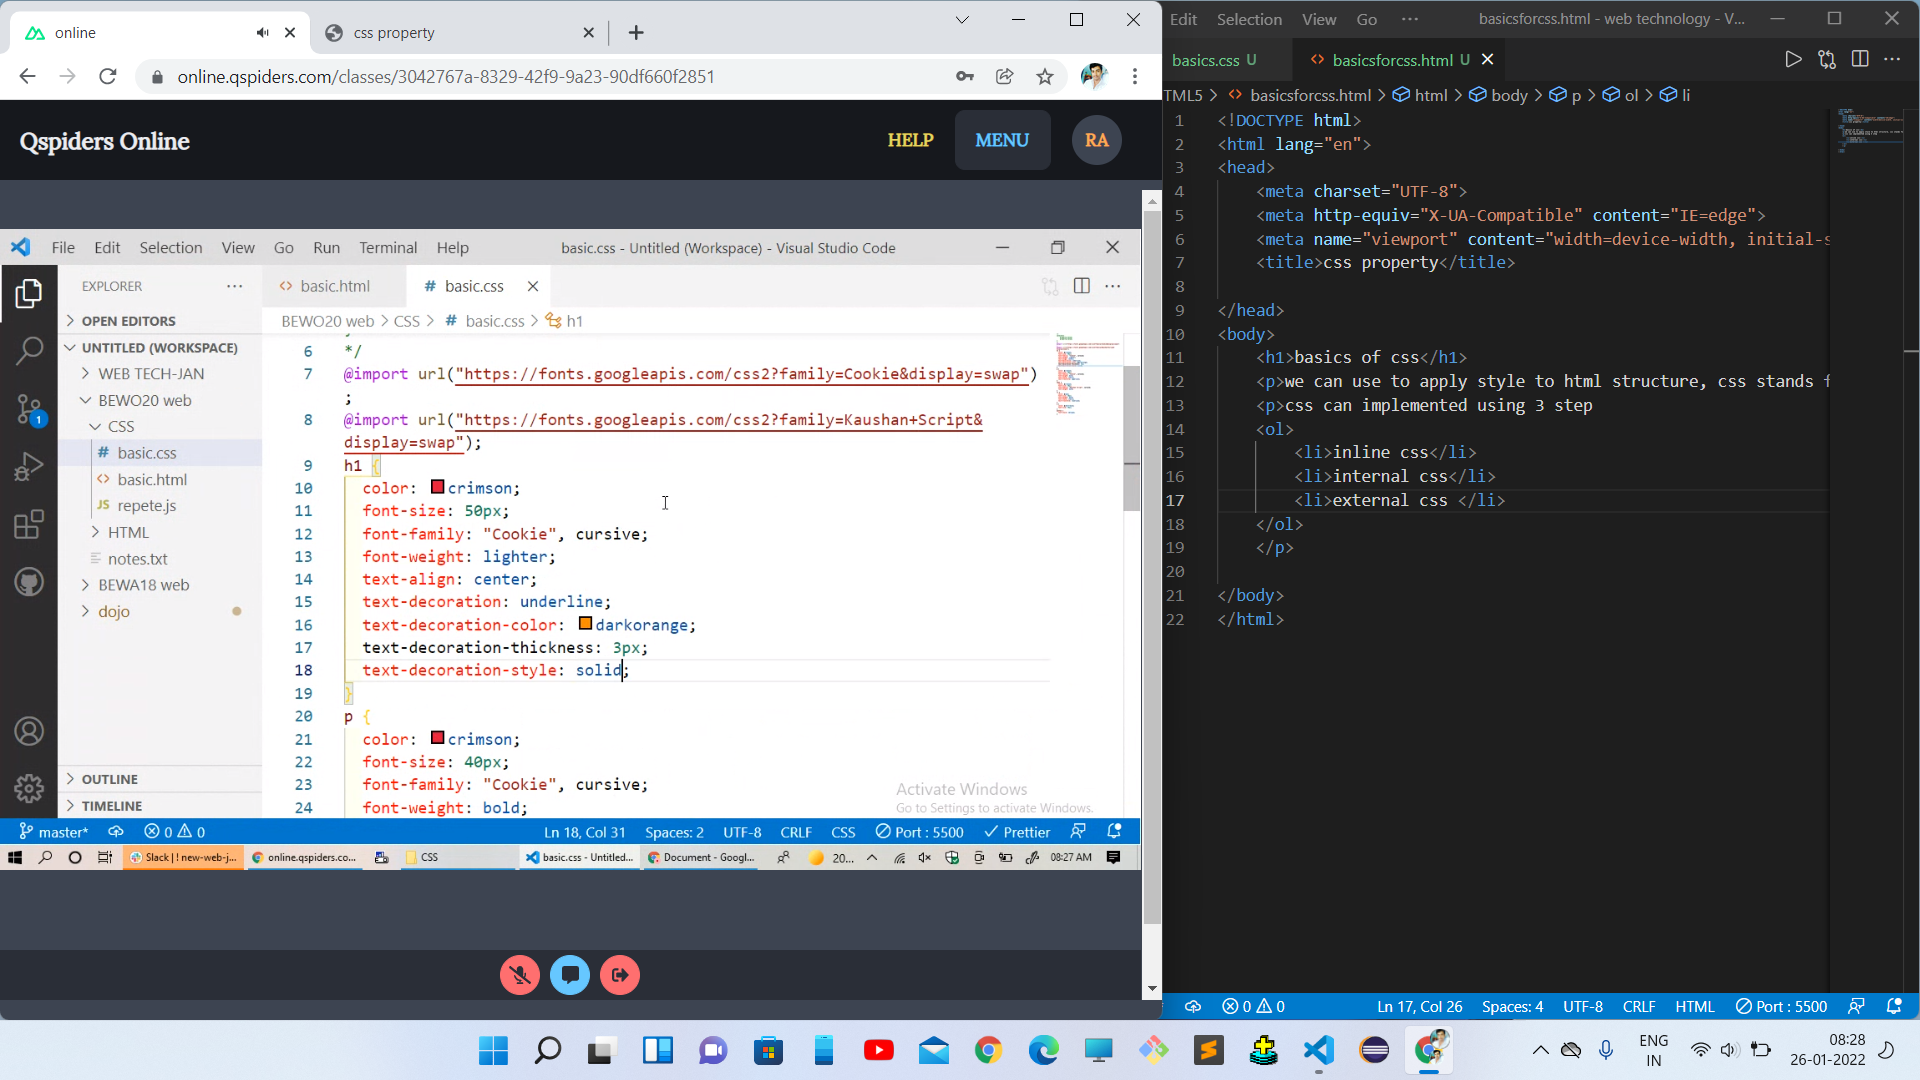 online
css property
online.qspiders.com/classes/3042767a-8329-42f9-9a23-90df660f2851
Qspiders Online
HELP
MENU
RA
File Edit Selection View Go Run Terminal Help
basic.css - Untitled (Workspace) - Visual Studio Code
EXPLORER
OPEN EDITORS
UNTITLED (WORKSPACE)
WEB TECH-JAN
BEWO20 web
CSS
# basic.css
<> basic.html
JS repete.js
HTML
notes.txt
BEWA18 web
dojo
OUTLINE
TIMELINE
1
<> basic.html
# basic.css
BEWO20 web > CSS > # basic.css > h1
6 */
7 @import url("https://fonts.googleapis.com/css2?family=Cookie&display=swap")
;
8 @import url("https://fonts.googleapis.com/css2?family=Kaushan+Script&
display=swap");
9 h1 {
10 color: crimson;
11 font-size: 50px;
12 font-family: "Cookie", cursive;
13 font-weight: lighter;
14 text-align: center;
15 text-decoration: underline;
16 text-decoration-color: darkorange;
17 text-decoration-thickness: 3px;
18 text-decoration-style: solid;
19 }
20 p {
21 color: crimson;
22 font-size: 40px;
23 font-family: "Cookie", cursive;
24 font-weight: bold;
Activate Windows
Go to Settings to activate Windows.
master* 0 0 Ln 18, Col 31 Spaces: 2 UTF-8 CRLF CSS Port : 5500 Prettier
Slack | ! new-web-j... online.qspiders.co... CSS basic.css - Untitled... Document - Googl... 20... 08:27 AM
Edit Selection View Go ··· basicsforcss.html - web technology - V...
basics.css U
<> basicsforcss.html U
TML5 > <> basicsforcss.html > html > body > p > ol > li
1 <!DOCTYPE html>
2 <html lang="en">
3 <head>
4 <meta charset="UTF-8">
5 <meta http-equiv="X-UA-Compatible" content="IE=edge">
6 <meta name="viewport" content="width=device-width, initial-s
7 <title>css property</title>
8
9 </head>
10 <body>
11 <h1>basics of css</h1>
12 <p>we can use to apply style to html structure, css stands f
13 <p>css can implemented using 3 step
14 <ol>
15 <li>inline css</li>
16 <li>internal css</li>
17 <li>external css </li>
18 </ol>
19 </p>
20
21 </body>
22 </html>
0 0 Ln 17, Col 26 Spaces: 4 UTF-8 CRLF HTML Port : 5500
ENG
IN
08:28
26-01-2022